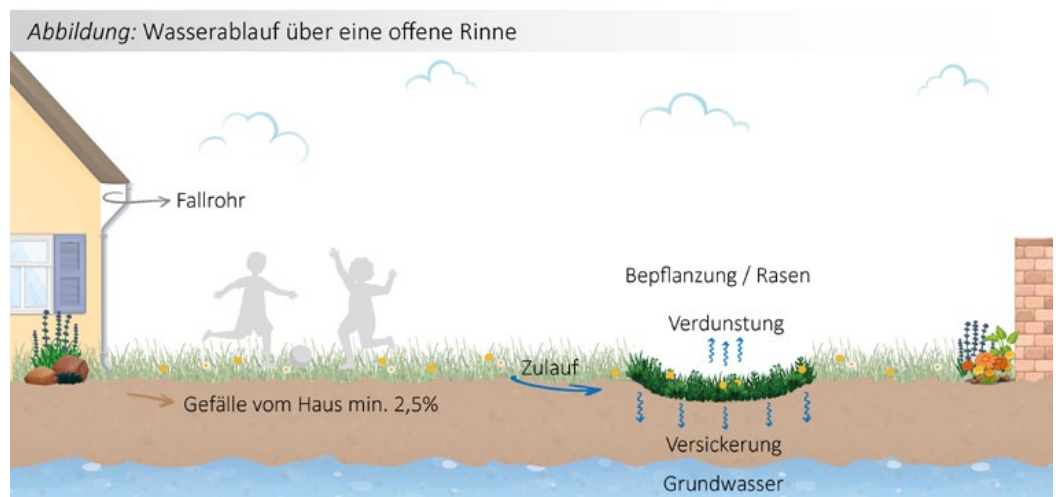 Abbildung: Wasserablauf über eine offene Rinne
Fallrohr
Bepflanzung / Rasen
Verdunstung
Zulauf
Gefälle vom Haus min. 2,5%
Versickerung
Grundwasser